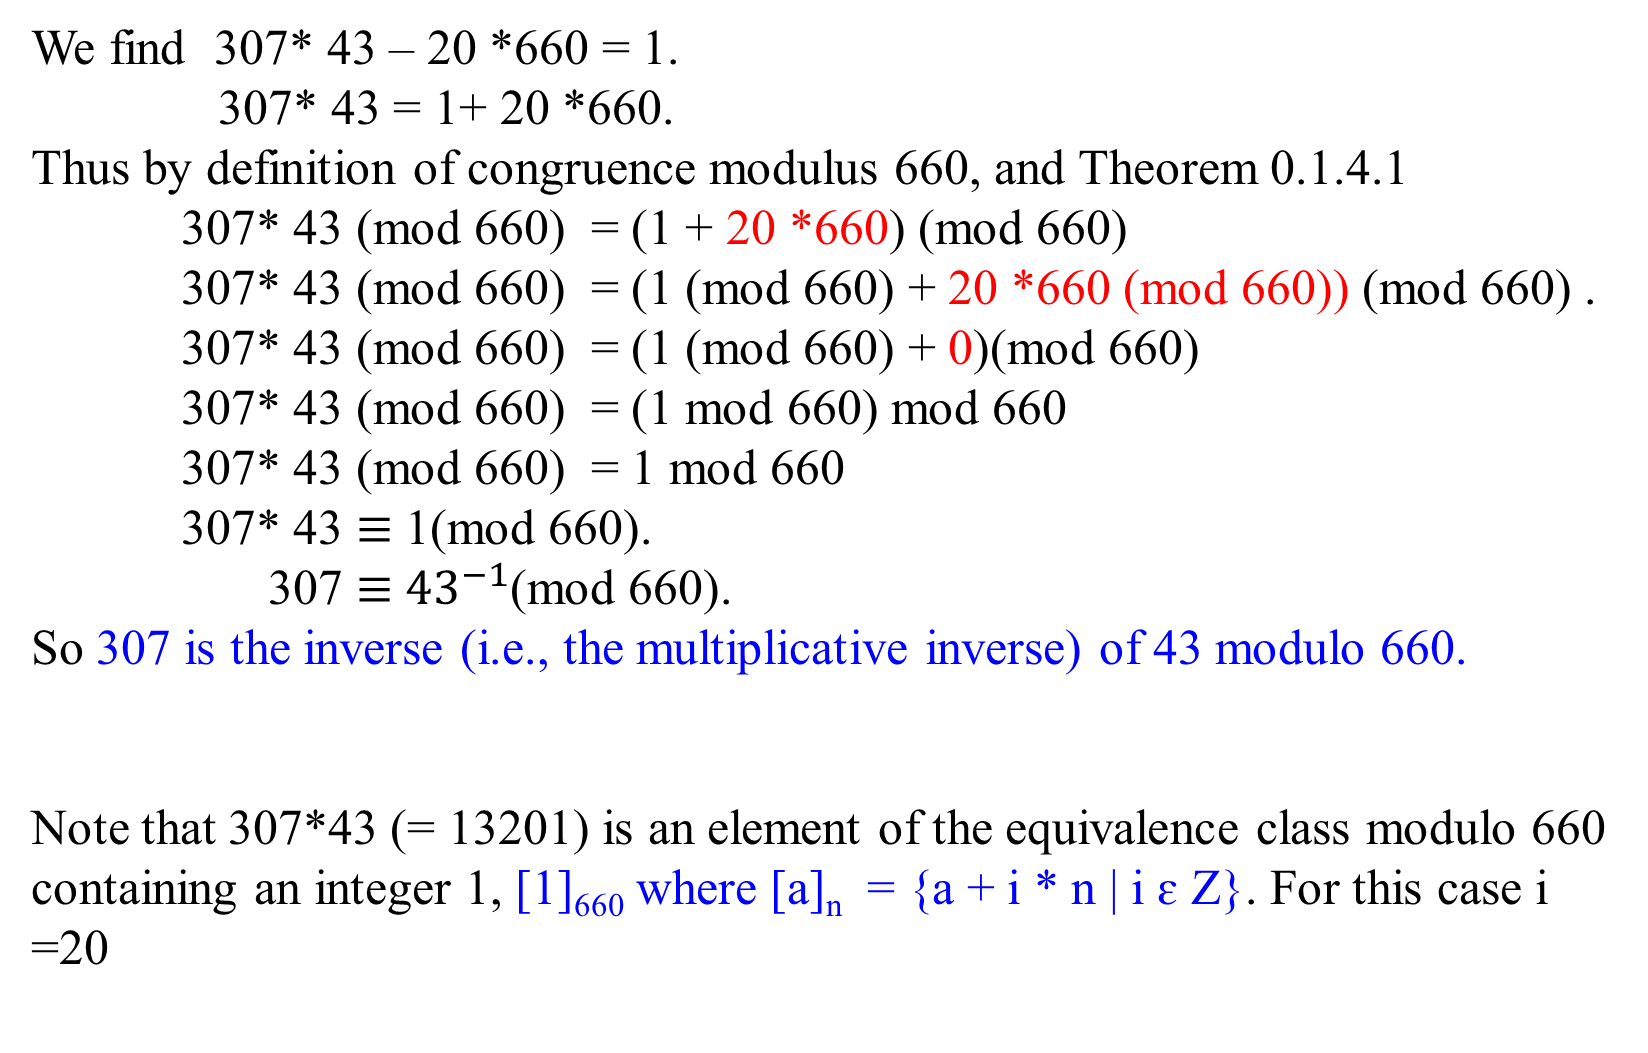 We find 307* 43 – 20 *660 = 1.
307* 43 = 1+ 20 *660.
Thus by definition of congruence modulus 660, and Theorem 0.1.4.1
307* 43 (mod 660) = (1 + 20 *660) (mod 660)
307* 43 (mod 660) = (1 (mod 660) + 20 *660 (mod 660)) (mod 660) .
307* 43 (mod 660) = (1 (mod 660) + 0)(mod 660)
307* 43 (mod 660) = (1 mod 660) mod 660
307* 43 (mod 660) = 1 mod 660
307* 43 ≡ 1(mod 660).
307 ≡ 43⁻¹(mod 660).
So 307 is the inverse (i.e., the multiplicative inverse) of 43 modulo 660.
Note that 307*43 (= 13201) is an element of the equivalence class modulo 660
containing an integer 1, [1]₆₆₀ where [a]ₙ = {a + i * n | i ε Z}. For this case i
=20